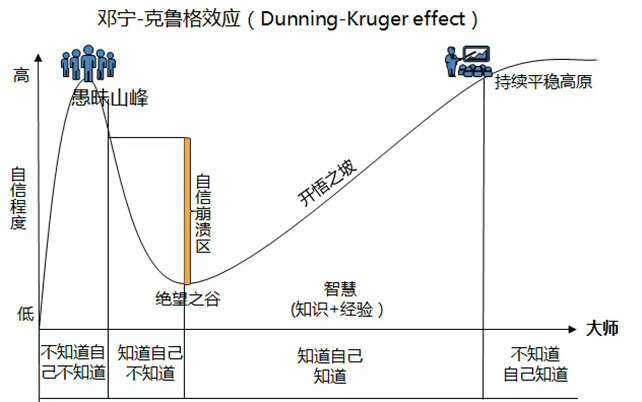 邓宁-克鲁格效应（Dunning-Kruger effect）
高
愚昧山峰
持续平稳高原
自信程度
自信崩溃区
开悟之坡
绝望之谷
智慧
(知识+经验）
低
大师
不知道自
己不知道
知道自己
不知道
知道自己
知道
不知道
自己知道